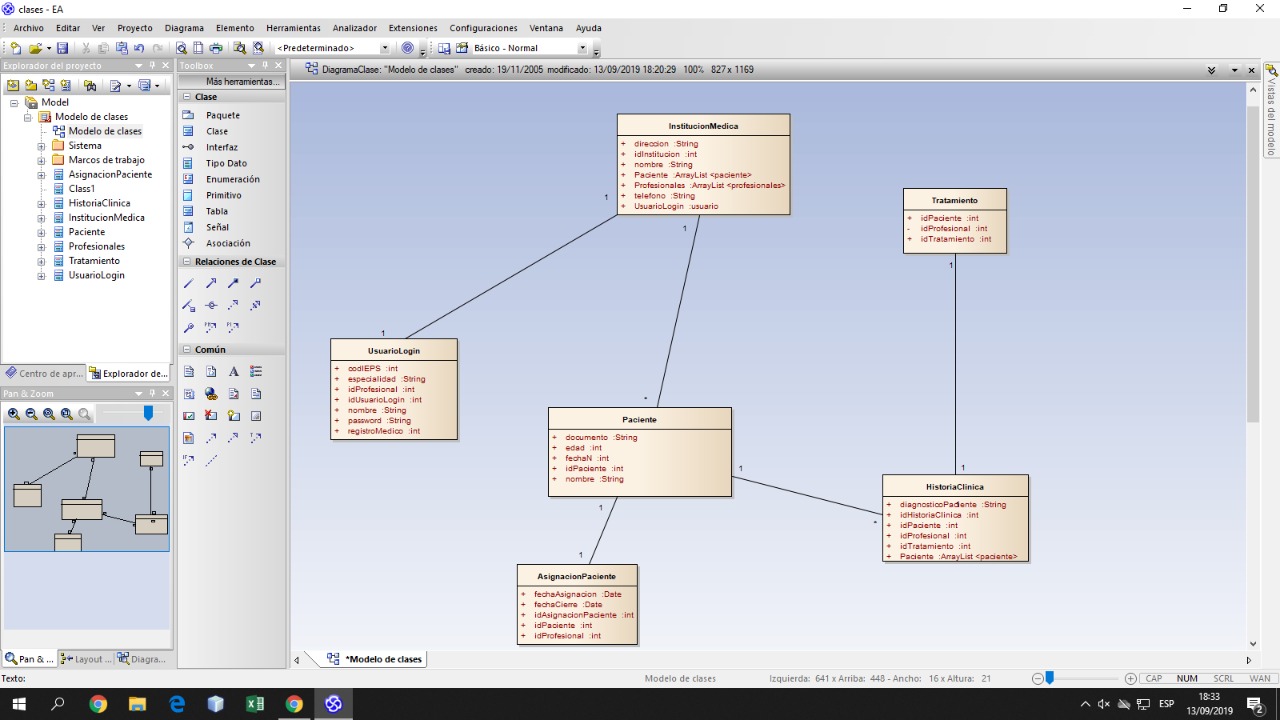 clases - EA
Archivo Editar Ver Proyecto Diagrama Elemento Herramientas Analizador Extensiones Configuraciones Ventana Ayuda
<Predeterminado> Básico - Normal
Explorador del proyecto
Model
Modelo de clases
Modelo de clases
Sistema
Marcos de trabajo
AsignacionPaciente
Class1
HistoriaClinica
InstitucionMedica
Paciente
Profesionales
Tratamiento
UsuarioLogin
Centro de apr... Explorador de...
Pan & Zoom
Pan & ... Layout ... Diagra...
Toolbox
Más herramientas...
Clase
Paquete
Clase
Interfaz
Tipo Dato
Enumeración
Primitivo
Tabla
Señal
Asociación
Relaciones de Clase
Común
DiagramaClase: "Modelo de clases" creado: 19/11/2005 modificado: 13/09/2019 18:20:29 100% 827 x 1169
InstitucionMedica
+ direccion :String
+ idInstitucion :int
+ nombre :String
+ Paciente :ArrayList <paciente>
+ Profesionales :ArrayList <profesionales>
+ telefono :String
+ UsuarioLogin :usuario
1
1
Tratamiento
+ idPaciente :int
- idProfesional :int
+ idTratamiento :int
1
1
UsuarioLogin
+ codIEPS :int
+ especialidad :String
+ idProfesional :int
+ idUsuarioLogin :int
+ nombre :String
+ password :String
+ registroMedico :int
*
Paciente
+ documento :String
+ edad :int
+ fechaN :int
+ idPaciente :int
+ nombre :String
1
1
1
HistoriaClinica
+ diagnosticoPaciente :String
+ idHistoriaClinica :int
+ idPaciente :int
+ idProfesional :int
+ idTratamiento :int
+ Paciente :ArrayList <paciente>
*
1
AsignacionPaciente
+ fechaAsignacion :Date
+ fechaCierre :Date
+ idAsignacionPaciente :int
+ idPaciente :int
+ idProfesional :int
*Modelo de clases
Vistas del modelo
Texto: Modelo de clases Izquierda: 641 x Arriba: 448 - Ancho: 16 x Altura: 21 CAP NUM SCRL WAN
ESP
18:33
13/09/2019
2